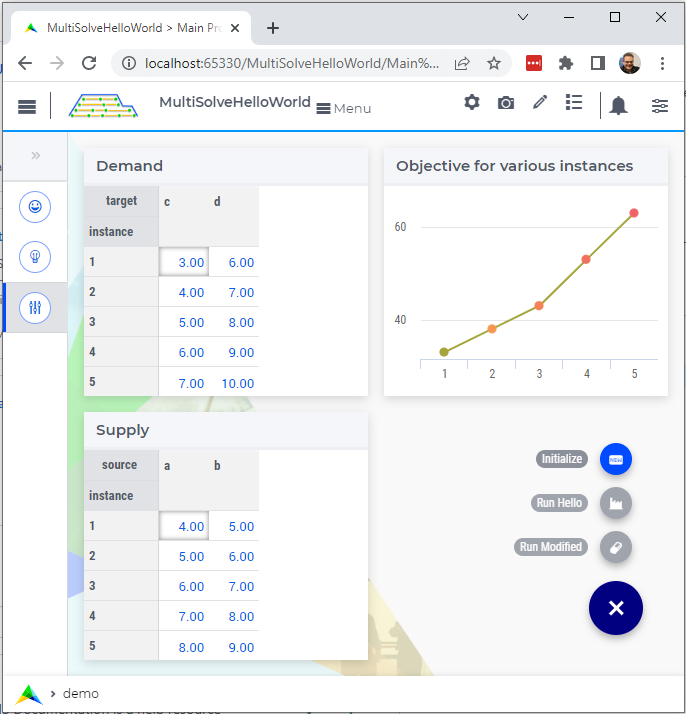 MultiSolveHelloWorld > Main Pro
localhost:65330/MultiSolveHelloWorld/Main%...
MultiSolveHelloWorld Menu
Demand
target c d
instance
1 3.00 6.00
2 4.00 7.00
3 5.00 8.00
4 6.00 9.00
5 7.00 10.00
Objective for various instances
60
40
1 2 3 4 5
Supply
source a b
instance
1 4.00 5.00
2 5.00 6.00
3 6.00 7.00
4 7.00 8.00
5 8.00 9.00
Initialize
NEW
Run Hello
Run Modified
demo